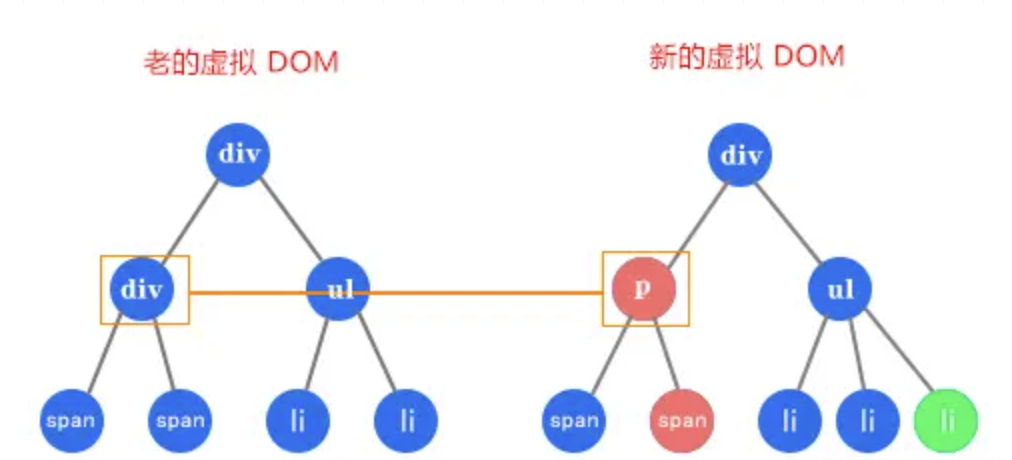 老的虚拟 DOM 新的虚拟 DOM
div div
div ul p ul
span span li li span span li li li